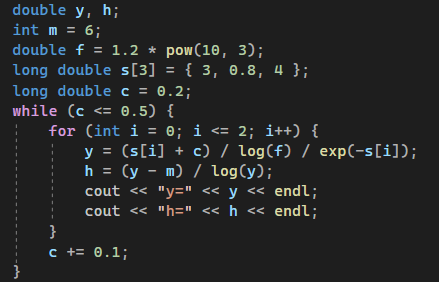 double y, h;
int m = 6;
double f = 1.2 * pow(10, 3);
long double s[3] = { 3, 0.8, 4 };
long double c = 0.2;
while (c <= 0.5) {
    for (int i = 0; i <= 2; i++) {
        y = (s[i] + c) / log(f) / exp(-s[i]);
        h = (y - m) / log(y);
        cout << "y=" << y << endl;
        cout << "h=" << h << endl;
    }
    c += 0.1;
}